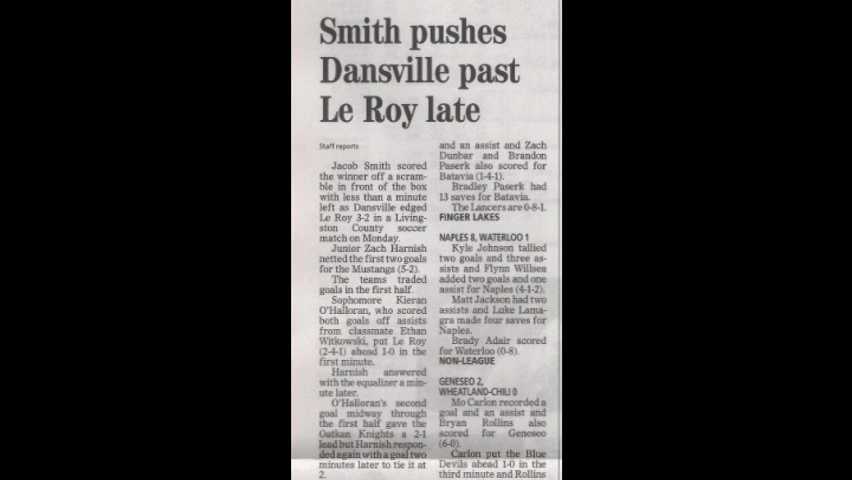 Smith pushes
Dansville past
Le Roy late
Staff reports
Jacob Smith scored
the winner off a scram-
ble in front of the box
with less than a minute
left as Dansville edged
Le Roy 3-2 in a Living-
ston County soccer
match on Monday.
Junior Zach Harnish
netted the first two goals
for the Mustangs (5-2).
The teams traded
goals in the first half.
Sophomore Kieran
O'Halloran, who scored
both goals off assists
from classmate Ethan
Witkowski, put Le Roy
(2-4-1) ahead 1-0 in the
first minute.
Harnish answered
with the equalizer a min-
ute later.
O'Halloran's second
goal midway through
the first half gave the
Oatkan Knights a 2-1
lead but Harnish respon-
ded again with a goal two
minutes later to tie it at
2.
and an assist and Zach
Dunbar and Brandon
Paserk also scored for
Batavia (1-4-1).
Bradley Paserk had
13 saves for Batavia.
The Lancers are 0-8-1.
FINGER LAKES
NAPLES 8, WATERLOO 1
Kyle Johnson tallied
two goals and three as-
sists and Flynn Willsea
added two goals and one
assist for Naples (4-1-2).
Matt Jackson had two
assists and Luke Lama-
gra made four saves for
Naples.
Brady Adair scored
for Waterloo (0-8).
NON-LEAGUE
GENESEO 2,
WHEATLAND-CHILI 0
Mo Carlon recorded a
goal and an assist and
Bryan Rollins also
scored for Geneseo
(6-0).
Carlon put the Blue
Devils ahead 1-0 in the
third minute and Rollins